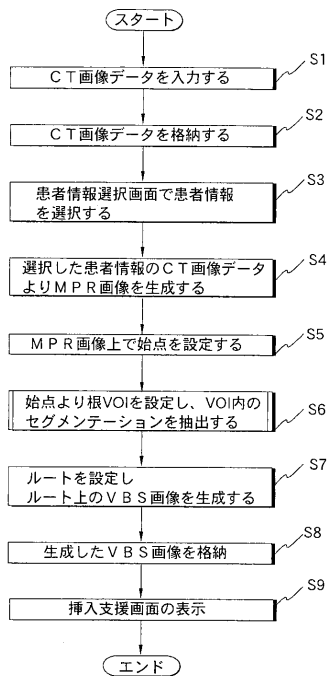 スタート
S1
CT画像データを入力する
S2
CT画像データを格納する
S3
患者情報選択画面で患者情報
を選択する
S4
選択した患者情報のCT画像データ
よりMPR画像を生成する
S5
MPR画像上で始点を設定する
S6
始点より根VOIを設定し、VOI内の
セグメンテーションを抽出する
S7
ルートを設定し
ルート上のVBS画像を生成する
S8
生成したVBS画像を格納
S9
挿入支援画面の表示
エンド